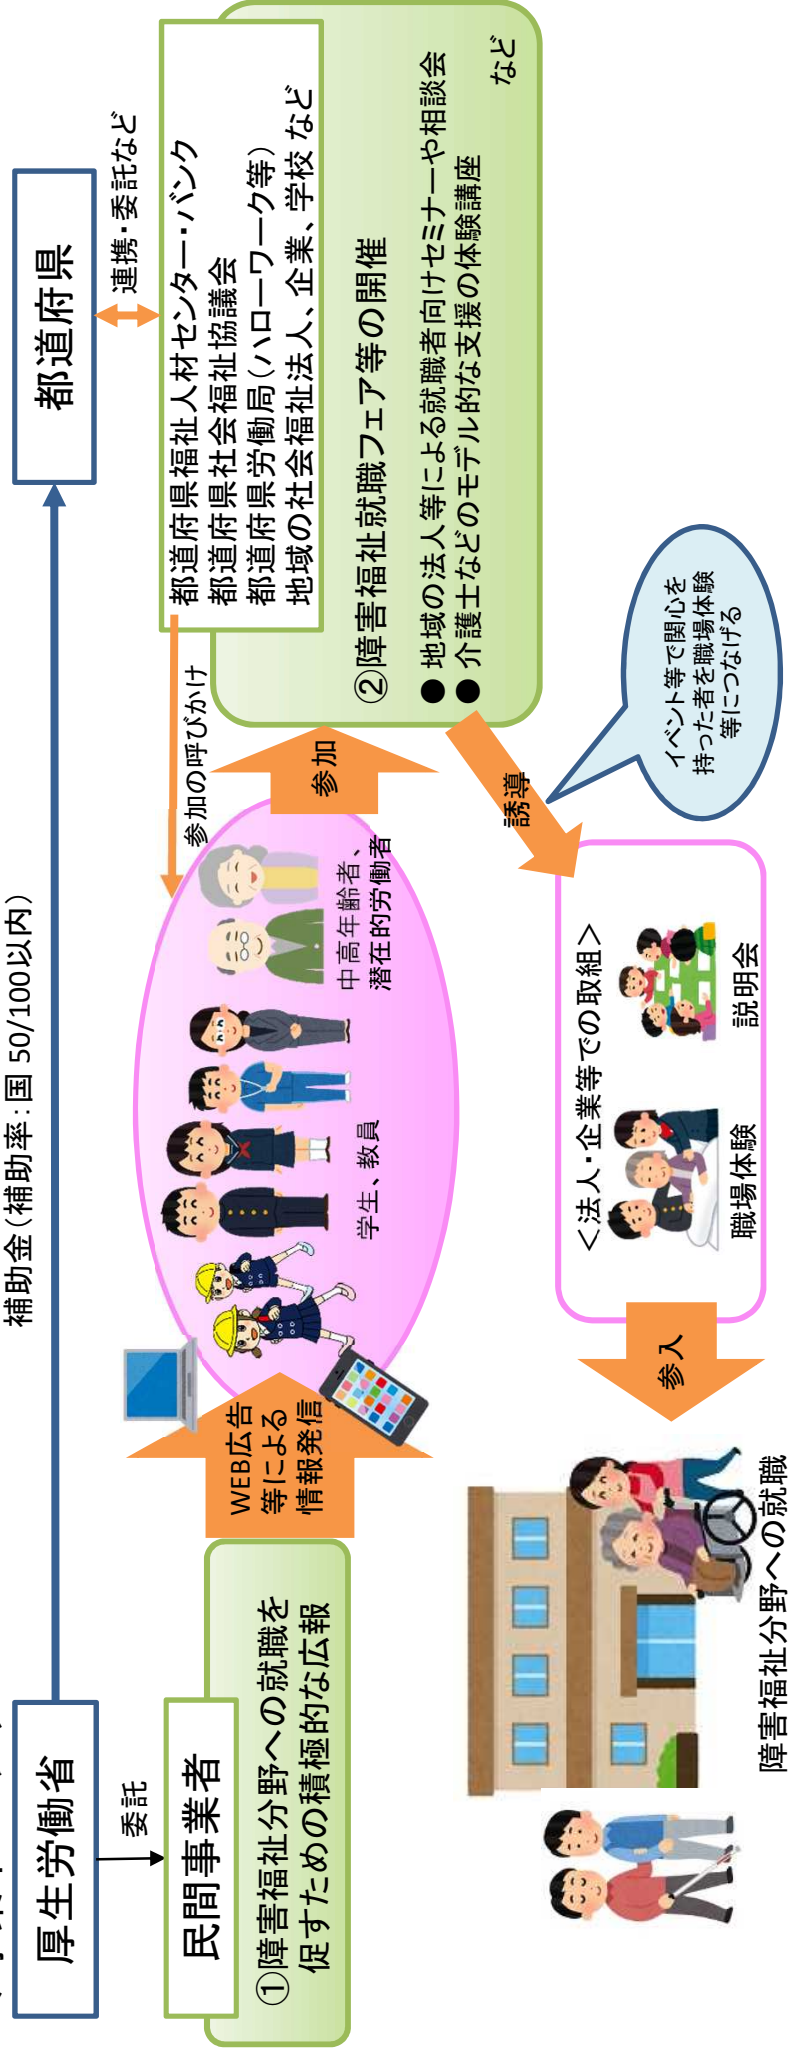 補助金（補助率：国 50/100以内）
厚生労働省
都道府県
委託
連携・委託など
民間事業者
①障害福祉分野への就職を
促すための積極的な広報
WEB広告
等による
情報発信
学生、教員
中高年齢者、
潜在的労働者
参加の呼びかけ
参加
都道府県福祉人材センター・バンク
都道府県社会福祉協議会
都道府県労働局（ハローワーク等）
地域の社会福祉法人、企業、学校 など
②障害福祉就職フェア等の開催
● 地域の法人等による就職者向けセミナーや相談会
● 介護士などのモデル的な支援の体験講座
など
誘導
イベント等で関心を
持った者を職場体験
等につなげる
＜法人・企業等での取組＞
職場体験
説明会
参入
障害福祉分野への就職